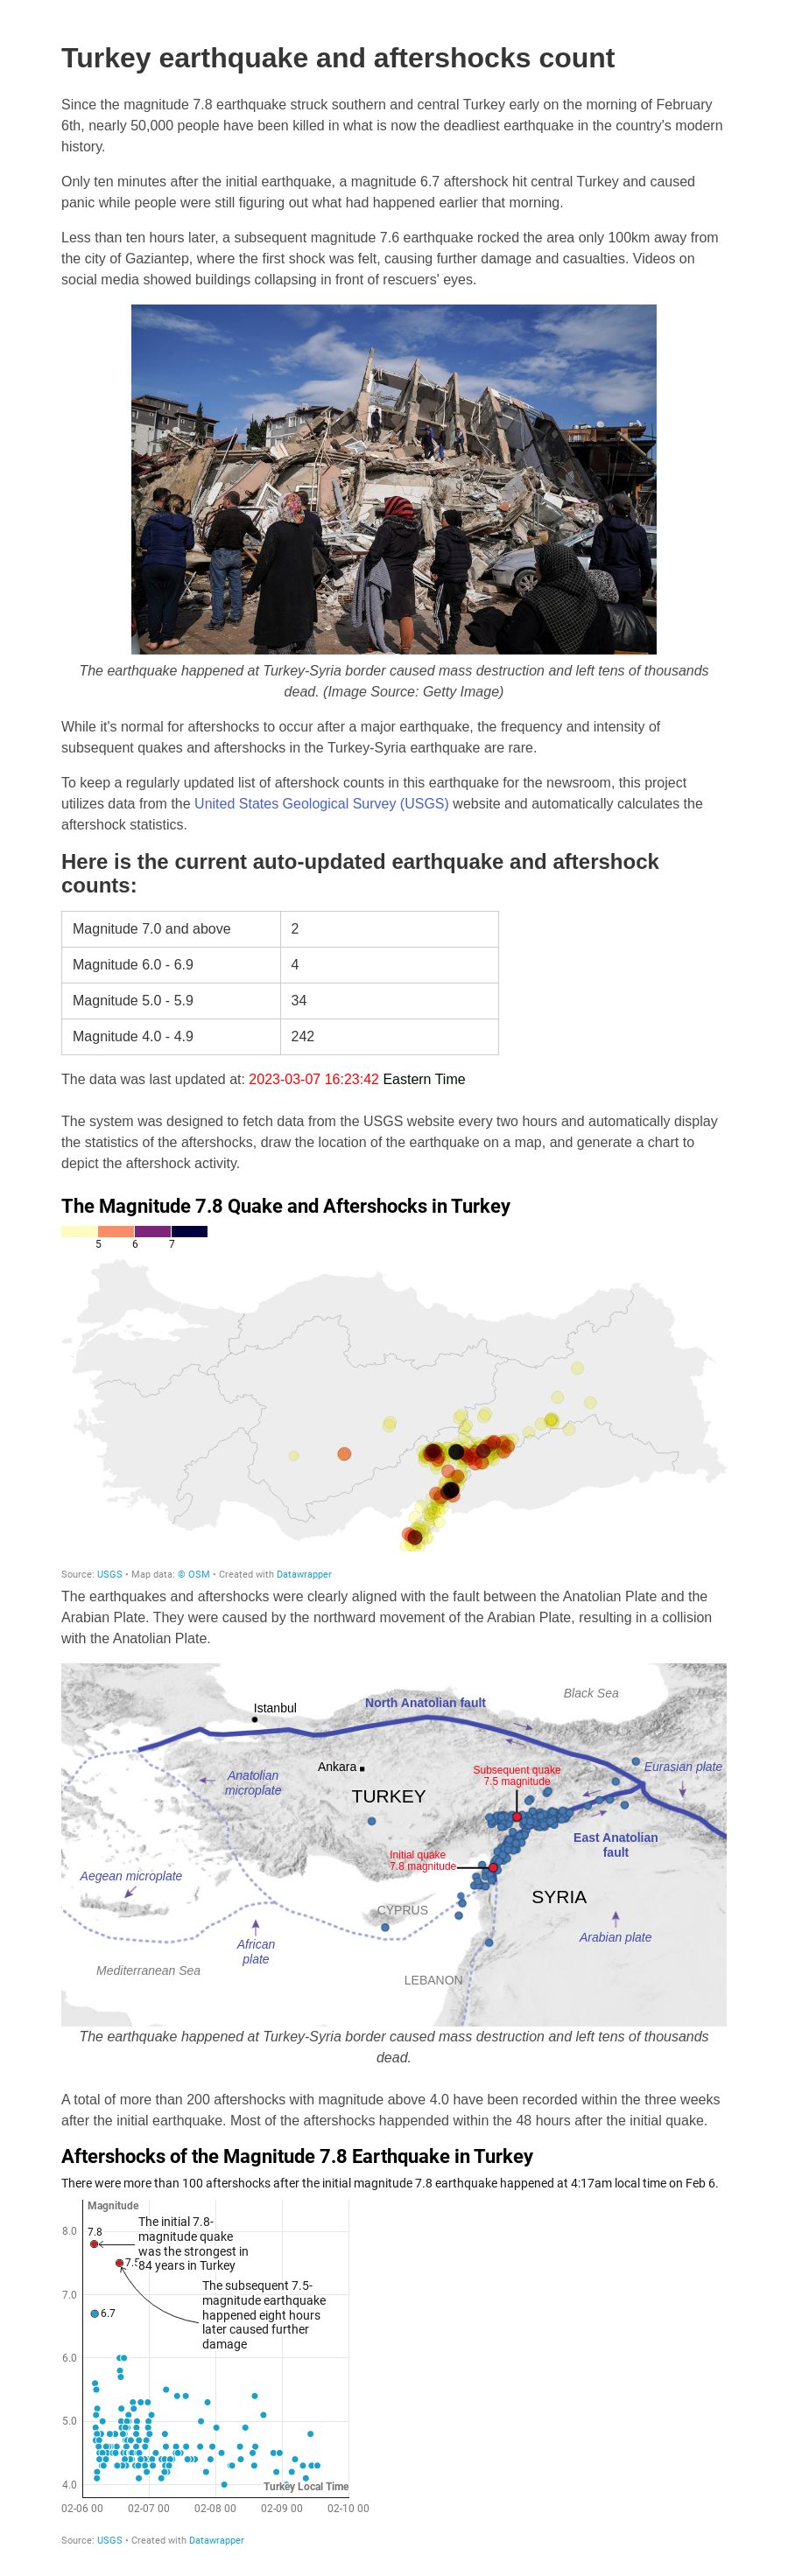 Turkey earthquake and aftershocks count
Since the magnitude 7.8 earthquake struck southern and central Turkey early on the morning of February
6th, nearly 50,000 people have been killed in what is now the deadliest earthquake in the country's modern
history.
Only ten minutes after the initial earthquake, a magnitude 6.7 aftershock hit central Turkey and caused
panic while people were still figuring out what had happened earlier that morning.
Less than ten hours later, a subsequent magnitude 7.6 earthquake rocked the area only 100km away from
the city of Gaziantep, where the first shock was felt, causing further damage and casualties. Videos on
social media showed buildings collapsing in front of rescuers' eyes.
The earthquake happened at Turkey-Syria border caused mass destruction and left tens of thousands
dead. (Image Source: Getty Image)
While it's normal for aftershocks to occur after a major earthquake, the frequency and intensity of
subsequent quakes and aftershocks in the Turkey-Syria earthquake are rare.
To keep a regularly updated list of aftershock counts in this earthquake for the newsroom, this project
utilizes data from the United States Geological Survey (USGS) website and automatically calculates the
aftershock statistics.
Here is the current auto-updated earthquake and aftershock
counts:
Magnitude 7.0 and above 2
Magnitude 6.0 - 6.9 4
Magnitude 5.0 - 5.9 34
Magnitude 4.0 - 4.9 242
The data was last updated at: 2023-03-07 16:23:42 Eastern Time
The system was designed to fetch data from the USGS website every two hours and automatically display
the statistics of the aftershocks, draw the location of the earthquake on a map, and generate a chart to
depict the aftershock activity.
The Magnitude 7.8 Quake and Aftershocks in Turkey
5 6 7
Source: USGS • Map data: © OSM • Created with Datawrapper
The earthquakes and aftershocks were clearly aligned with the fault between the Anatolian Plate and the
Arabian Plate. They were caused by the northward movement of the Arabian Plate, resulting in a collision
with the Anatolian Plate.
Black Sea
North Anatolian fault
Istanbul
Ankara
Subsequent quake
7.5 magnitude
Eurasian plate
Anatolian
microplate
TURKEY
East Anatolian
fault
Initial quake
7.8 magnitude
Aegean microplate
SYRIA
CYPRUS
Arabian plate
African
plate
Mediterranean Sea
LEBANON
The earthquake happened at Turkey-Syria border caused mass destruction and left tens of thousands
dead.
A total of more than 200 aftershocks with magnitude above 4.0 have been recorded within the three weeks
after the initial earthquake. Most of the aftershocks happened within the 48 hours after the initial quake.
Aftershocks of the Magnitude 7.8 Earthquake in Turkey
There were more than 100 aftershocks after the initial magnitude 7.8 earthquake happened at 4:17am local time on Feb 6.
Magnitude
8.0
7.8
The initial 7.8-
magnitude quake
was the strongest in
84 years in Turkey
7.5
The subsequent 7.5-
magnitude earthquake
happened eight hours
later caused further
damage
7.0
6.7
6.0
5.0
4.0
Turkey Local Time
02-06 00 02-07 00 02-08 00 02-09 00 02-10 00
Source: USGS • Created with Datawrapper